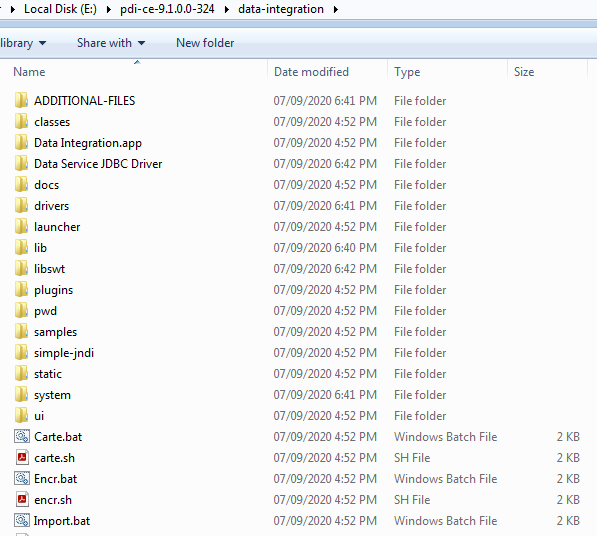 Local Disk (E:) pdi-ce-9.1.0.0-324 data-integration
library Share with New folder
Name Date modified Type Size
ADDITIONAL-FILES 07/09/2020 6:41 PM File folder
classes 07/09/2020 4:52 PM File folder
Data Integration.app 07/09/2020 4:52 PM File folder
Data Service JDBC Driver 07/09/2020 6:42 PM File folder
docs 07/09/2020 4:52 PM File folder
drivers 07/09/2020 6:41 PM File folder
launcher 07/09/2020 4:52 PM File folder
lib 07/09/2020 6:40 PM File folder
libswt 07/09/2020 6:42 PM File folder
plugins 07/09/2020 4:52 PM File folder
pwd 07/09/2020 4:52 PM File folder
samples 07/09/2020 4:52 PM File folder
simple-jndi 07/09/2020 4:52 PM File folder
static 07/09/2020 4:52 PM File folder
system 07/09/2020 6:41 PM File folder
ui 07/09/2020 4:52 PM File folder
Carte.bat 07/09/2020 4:52 PM Windows Batch File 2 KB
carte.sh 07/09/2020 4:52 PM SH File 2 KB
Encr.bat 07/09/2020 4:52 PM Windows Batch File 2 KB
encr.sh 07/09/2020 4:52 PM SH File 2 KB
Import.bat 07/09/2020 4:52 PM Windows Batch File 2 KB